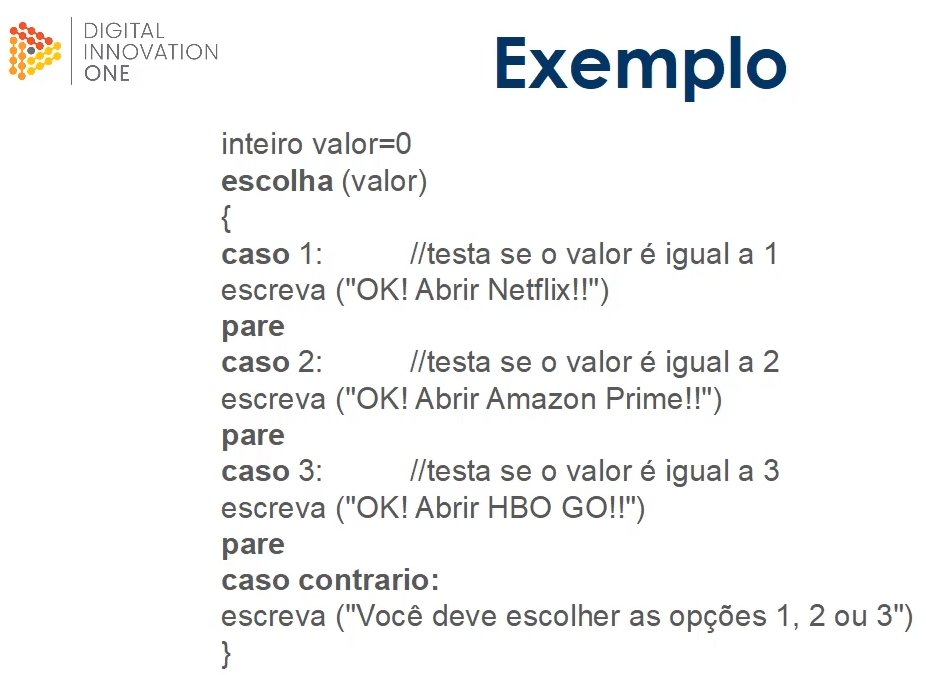 DIGITAL
INNOVATION
ONE
Exemplo
inteiro valor=0
escolha (valor)
{
caso 1: //testa se o valor é igual a 1
escreva ("OK! Abrir Netflix!!")
pare
caso 2: //testa se o valor é igual a 2
escreva ("OK! Abrir Amazon Prime!!")
pare
caso 3: //testa se o valor é igual a 3
escreva ("OK! Abrir HBO GO!!")
pare
caso contrario:
escreva ("Você deve escolher as opções 1, 2 ou 3")
}